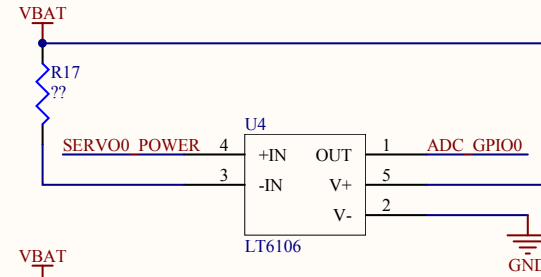 VBAT
R17
??
U4
SERVO0_POWER 4 +IN OUT 1 ADC_GPIO0
3 -IN V+ 5
V- 2
LT6106
VBAT
GND